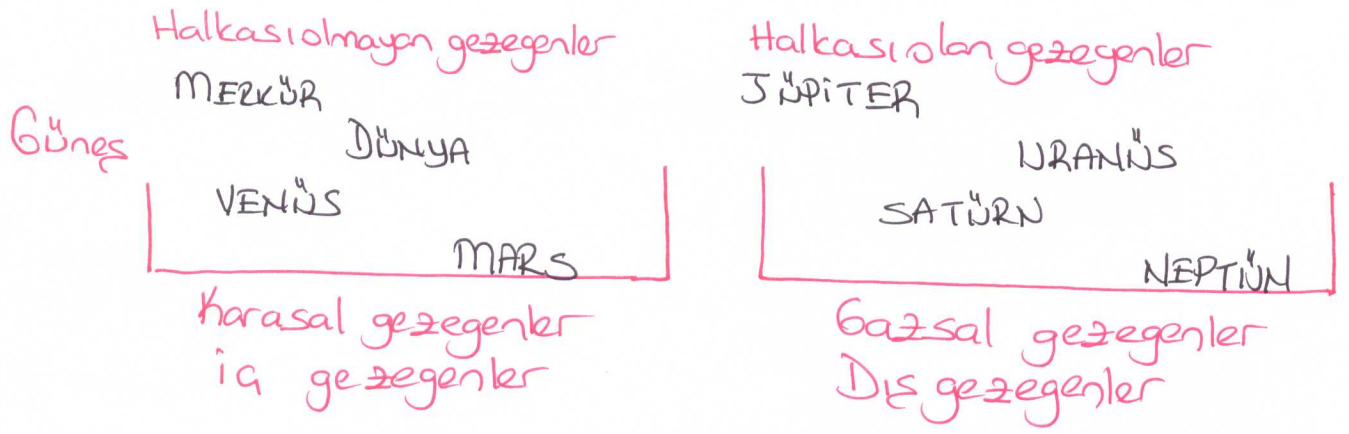 Halkası olmayan gezegenler
MERKÜR
Güneş
DÜNYA
VENÜS
MARS
Karasal gezegenler
iç gezegenler
Halkası olan gezegenler
JÜPİTER
URANÜS
SATÜRN
NEPTÜN
Gazsal gezegenler
Dış gezegenler